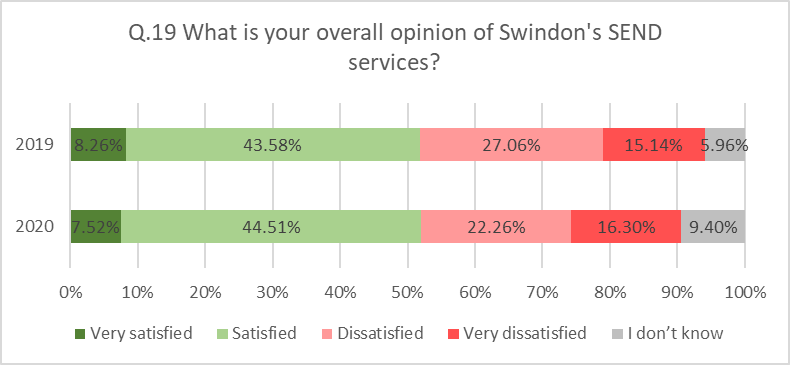 Q.19 What is your overall opinion of Swindon's SEND
services?
2019
8.26% 43.58% 27.06% 15.14% 5.96%
2020
7.52% 44.51% 22.26% 16.30% 9.40%
0% 10% 20% 30% 40% 50% 60% 70% 80% 90% 100%
Very satisfied Satisfied Dissatisfied Very dissatisfied I don’t know